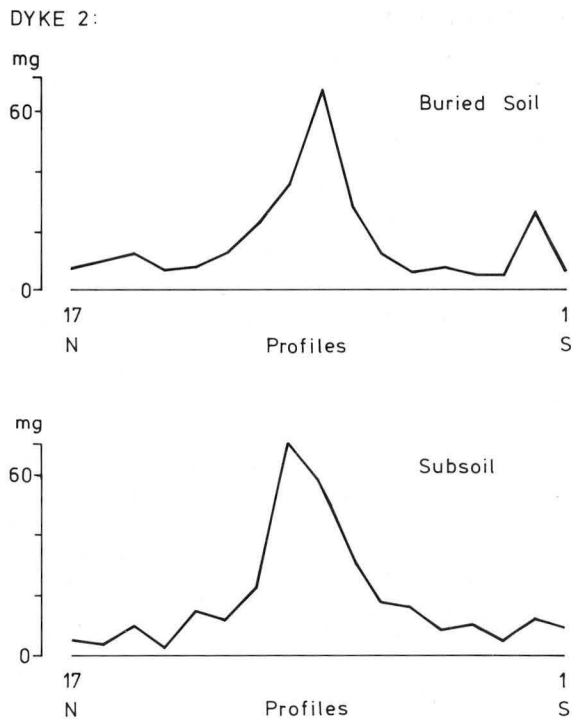 DYKE 2:
mg
60
Buried Soil
0
17 1
N Profiles S
mg
60
Subsoil
0
17 1
N Profiles S